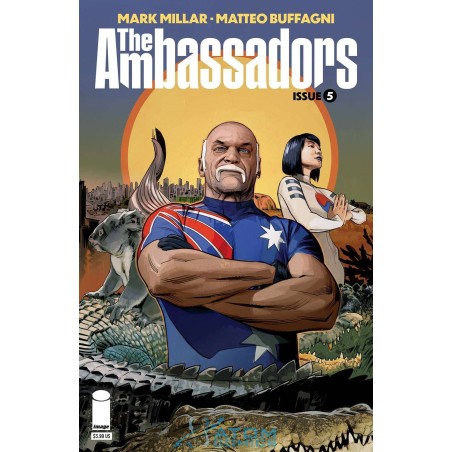 MARK MILLAR • MATTEO BUFFAGNI
The
Ambassadors
ISSUE 5
image
$3.99 US